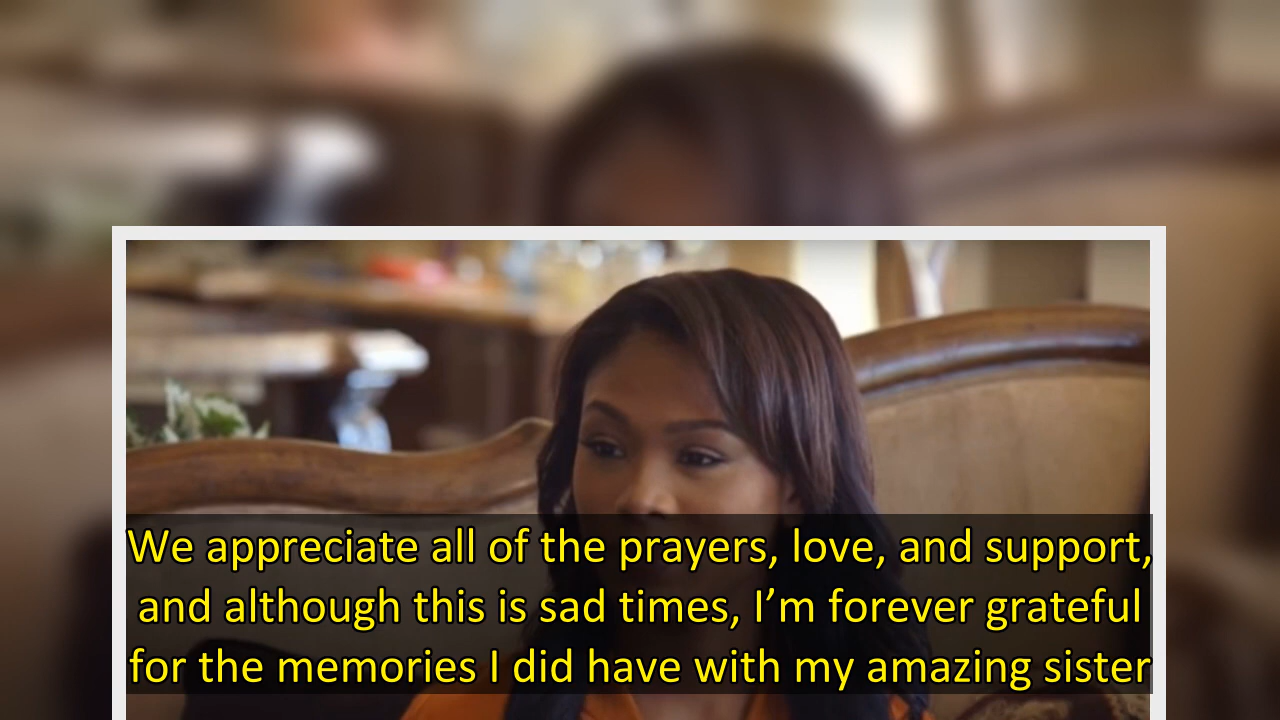 We appreciate all of the prayers, love, and support,
and although this is sad times, I’m forever grateful
for the memories I did have with my amazing sister